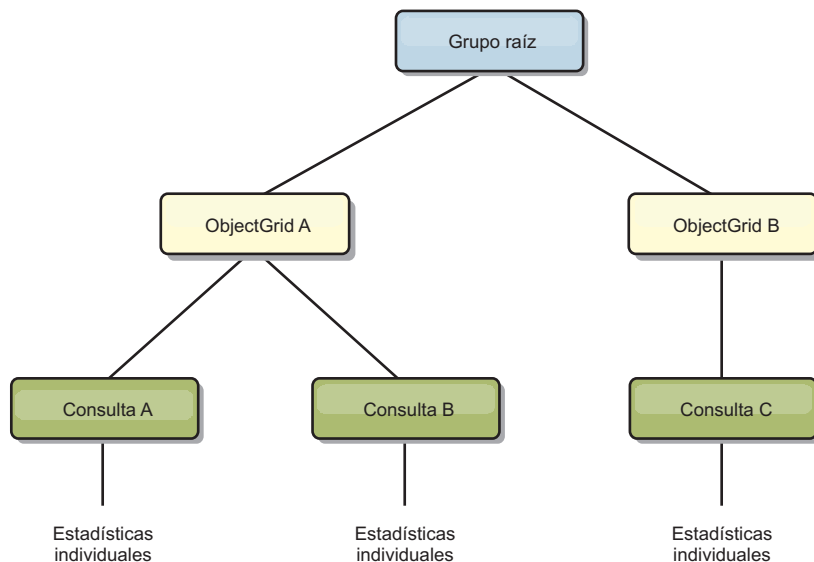 Grupo raíz
ObjectGrid A
ObjectGrid B
Consulta A
Consulta B
Consulta C
Estadísticas
individuales
Estadísticas
individuales
Estadísticas
individuales